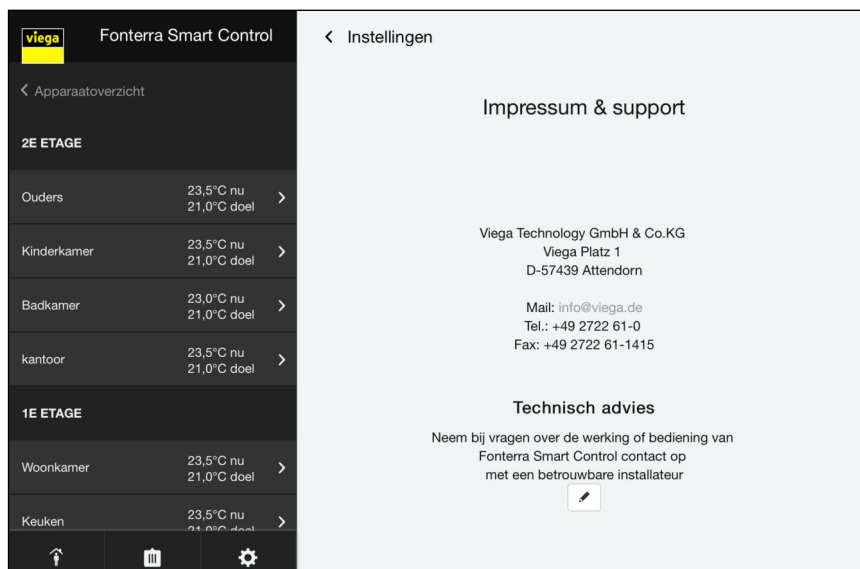 viega
Fonterra Smart Control
Apparaatoverzicht
2E ETAGE
Ouders
23,5°C nu
21,0°C doel
Kinderkamer
23,5°C nu
21,0°C doel
Badkamer
23,0°C nu
21,0°C doel
kantoor
23,5°C nu
21,0°C doel
1E ETAGE
Woonkamer
23,5°C nu
21,0°C doel
Keuken
23,5°C nu
21,0°C doel
Instellingen
Impressum & support
Viega Technology GmbH & Co.KG
Viega Platz 1
D-57439 Attendorn
Mail: info@viega.de
Tel.: +49 2722 61-0
Fax: +49 2722 61-1415
Technisch advies
Neem bij vragen over de werking of bediening van
Fonterra Smart Control contact op
met een betrouwbare installateur